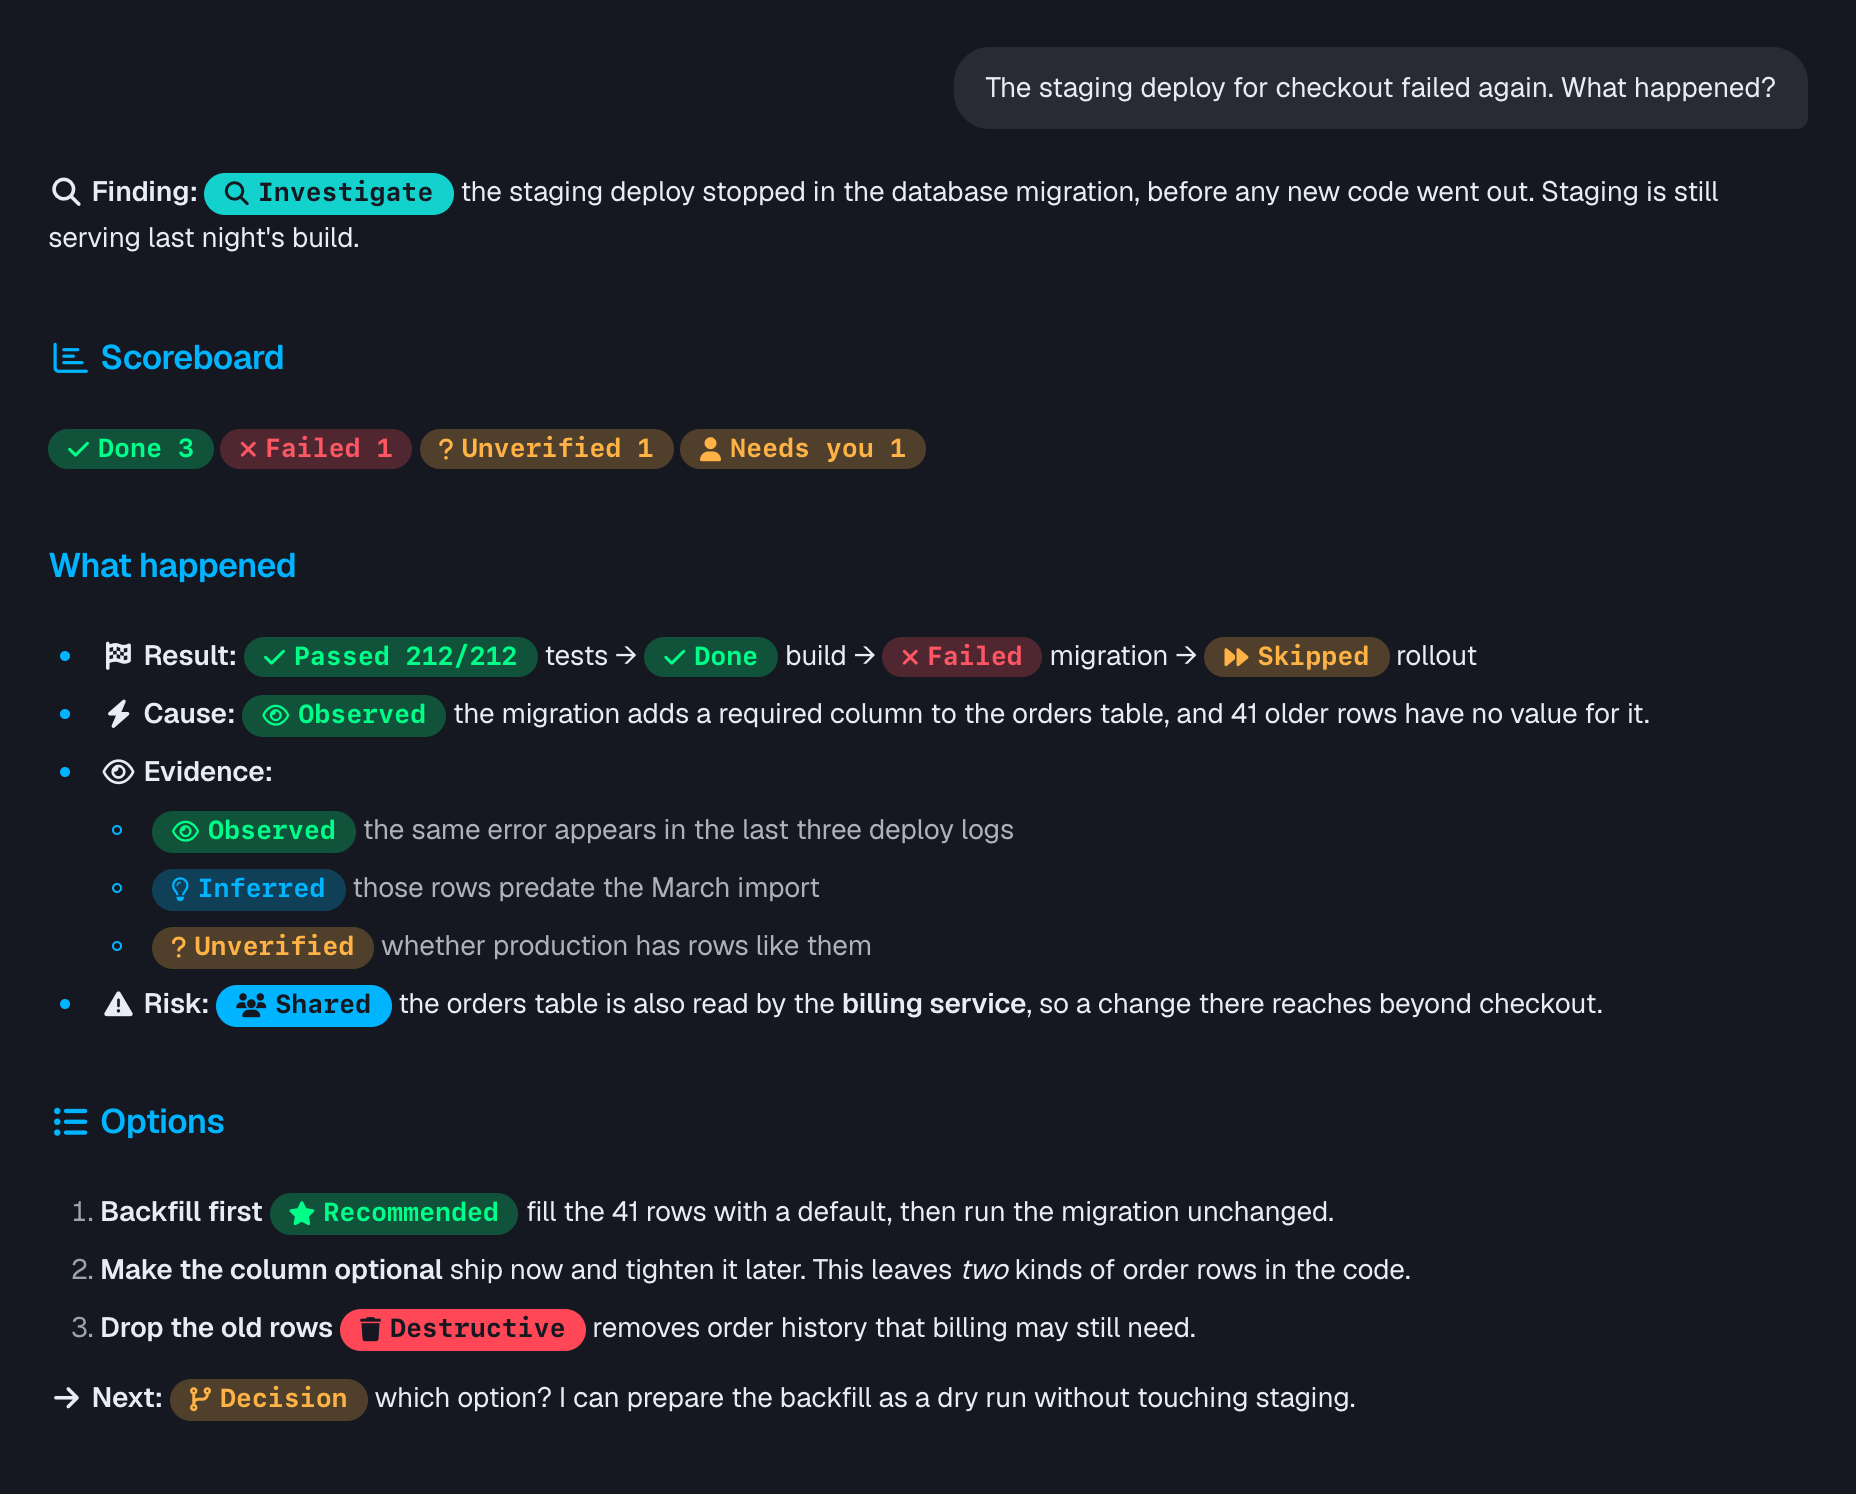 The staging deploy for checkout failed again. What happened?
Finding: Investigate the staging deploy stopped in the database migration, before any new code went out. Staging is still
serving last night's build.
Scoreboard
Done 3 Failed 1 Unverified 1 Needs you 1
What happened
Result: Passed 212/212 tests → Done build → Failed migration → Skipped rollout
Cause: Observed the migration adds a required column to the orders table, and 41 older rows have no value for it.
Evidence:
Observed the same error appears in the last three deploy logs
Inferred those rows predate the March import
Unverified whether production has rows like them
Risk: Shared the orders table is also read by the billing service, so a change there reaches beyond checkout.
Options
1. Backfill first Recommended fill the 41 rows with a default, then run the migration unchanged.
2. Make the column optional ship now and tighten it later. This leaves two kinds of order rows in the code.
3. Drop the old rows Destructive removes order history that billing may still need.
→ Next: Decision which option? I can prepare the backfill as a dry run without touching staging.